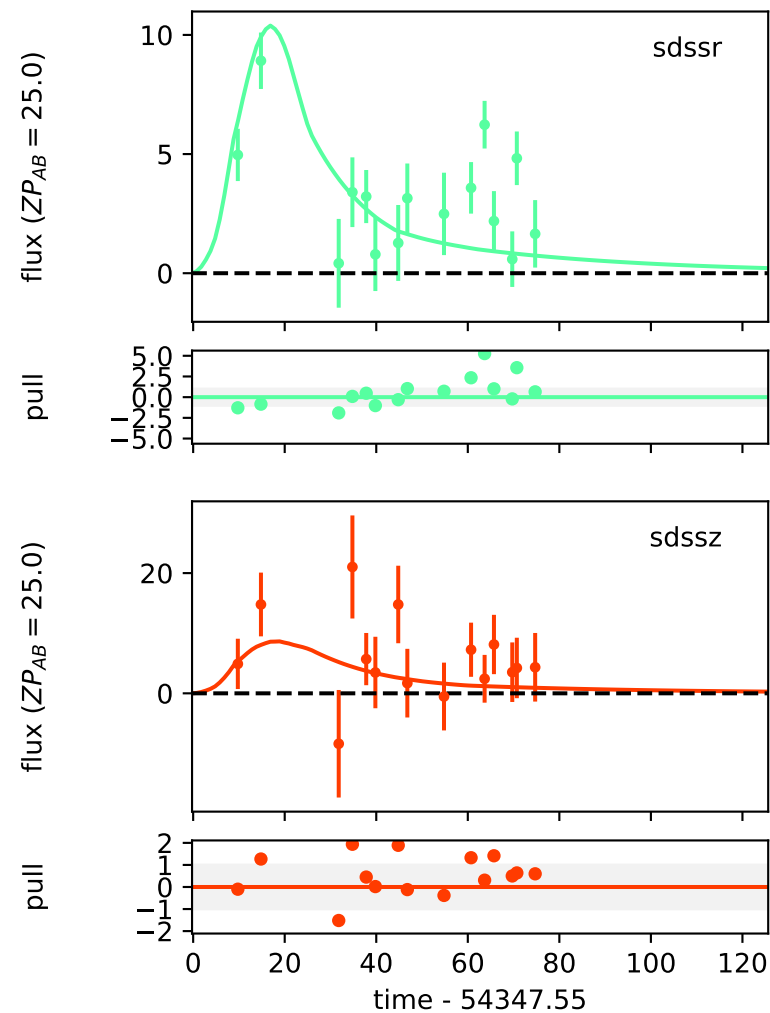 10
5
0
flux (ZP_AB = 25.0)
sdssr
5.0
2.5
0.0
−2.5
−5.0
pull
20
0
flux (ZP_AB = 25.0)
sdssz
2
1
0
−1
−2
pull
0 20 40 60 80 100 120
time - 54347.55